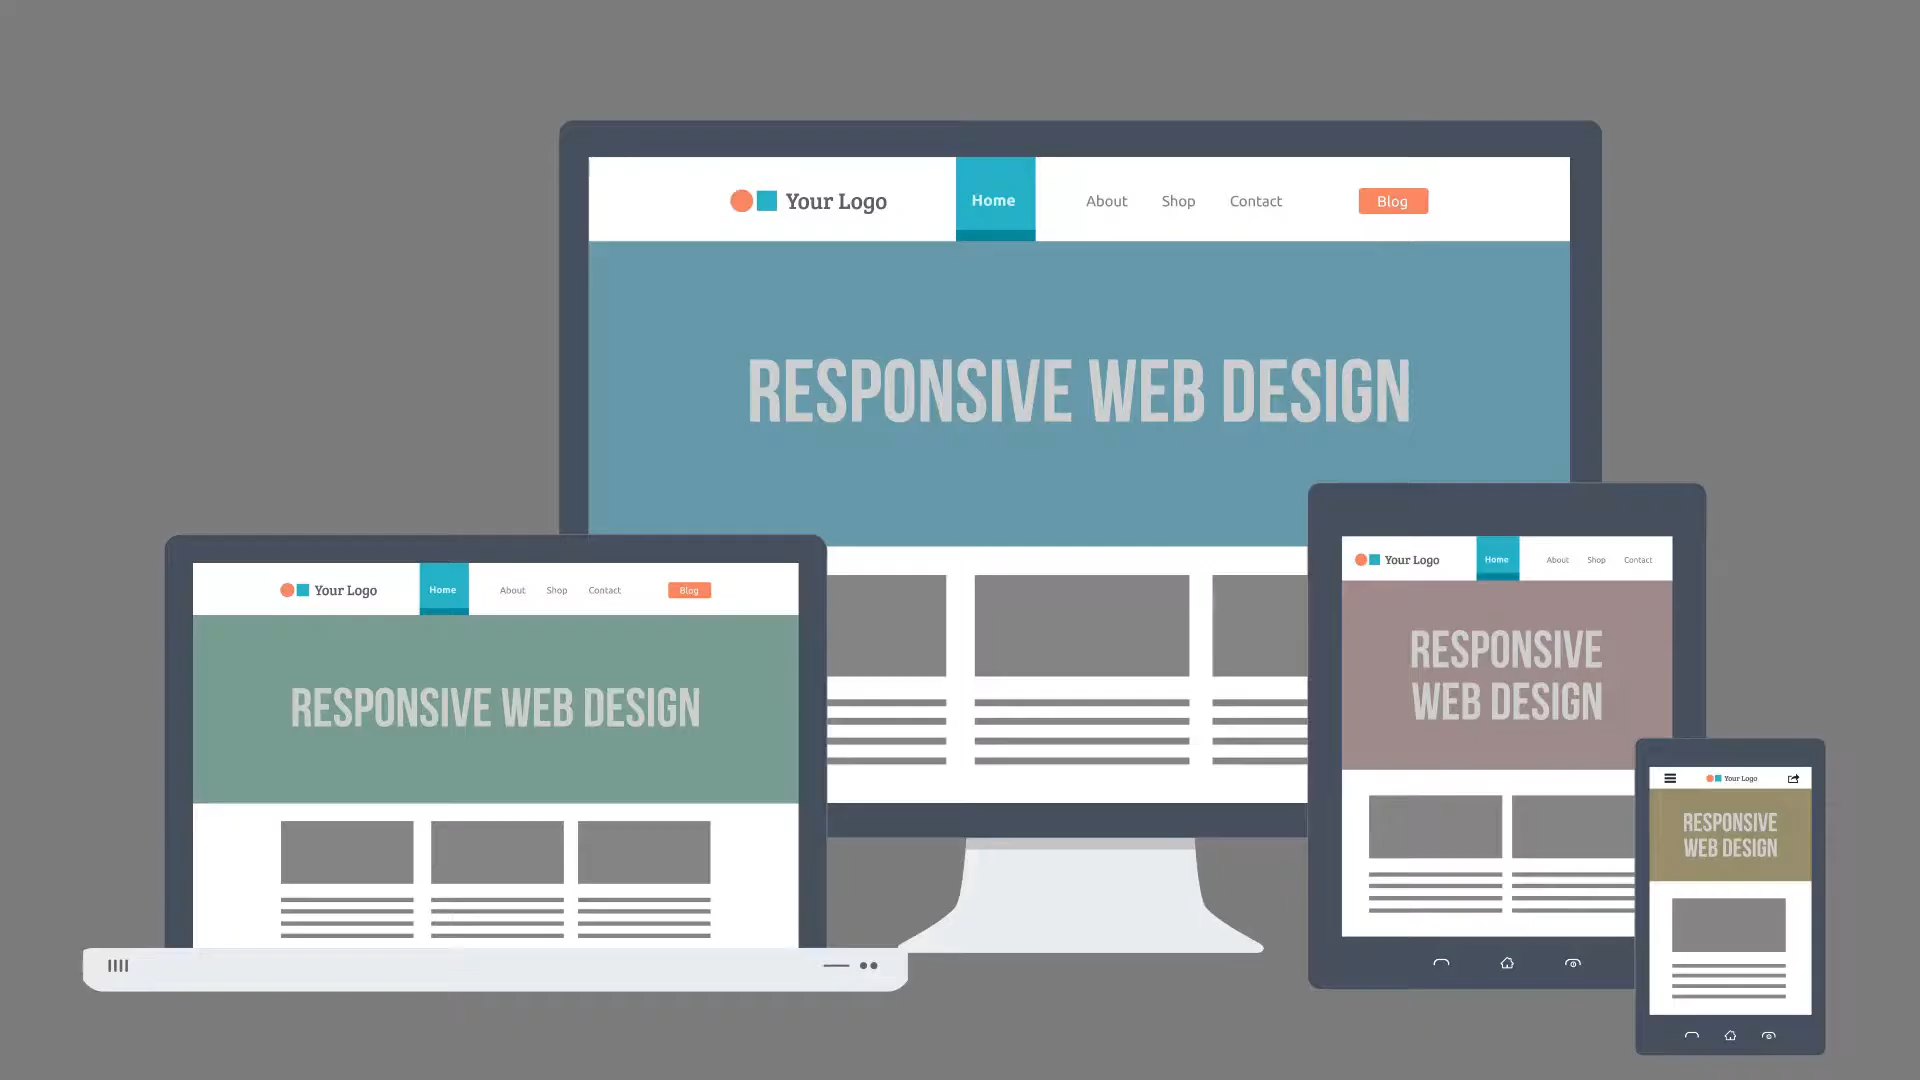 Your Logo Home About Shop Contact Blog
RESPONSIVE WEB DESIGN
Your Logo Home About Shop Contact Blog
RESPONSIVE WEB DESIGN
Your Logo Home About Shop Contact
RESPONSIVE
WEB DESIGN
Your Logo
RESPONSIVE
WEB DESIGN